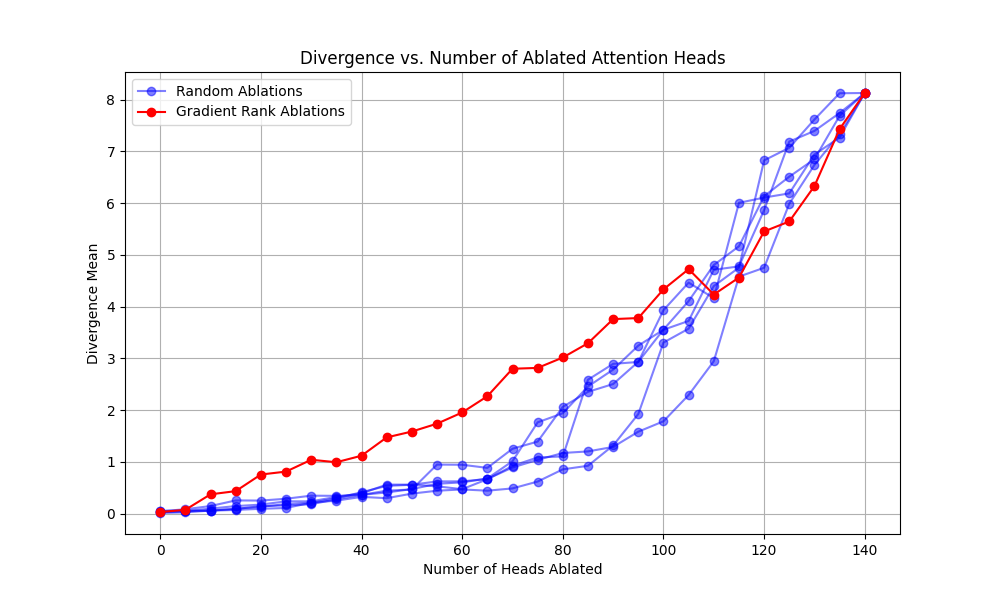 Divergence vs. Number of Ablated Attention Heads
Random Ablations
Gradient Rank Ablations
8
7
6
5
4
3
2
1
0
Divergence Mean
0 20 40 60 80 100 120 140
Number of Heads Ablated